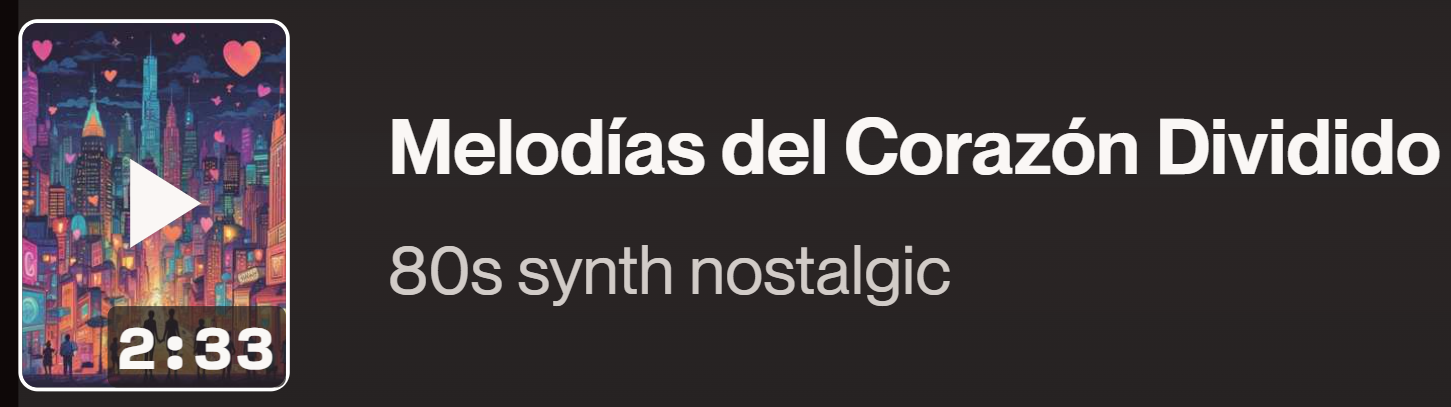 Melodías del Corazón Dividido
80s synth nostalgic
2:33